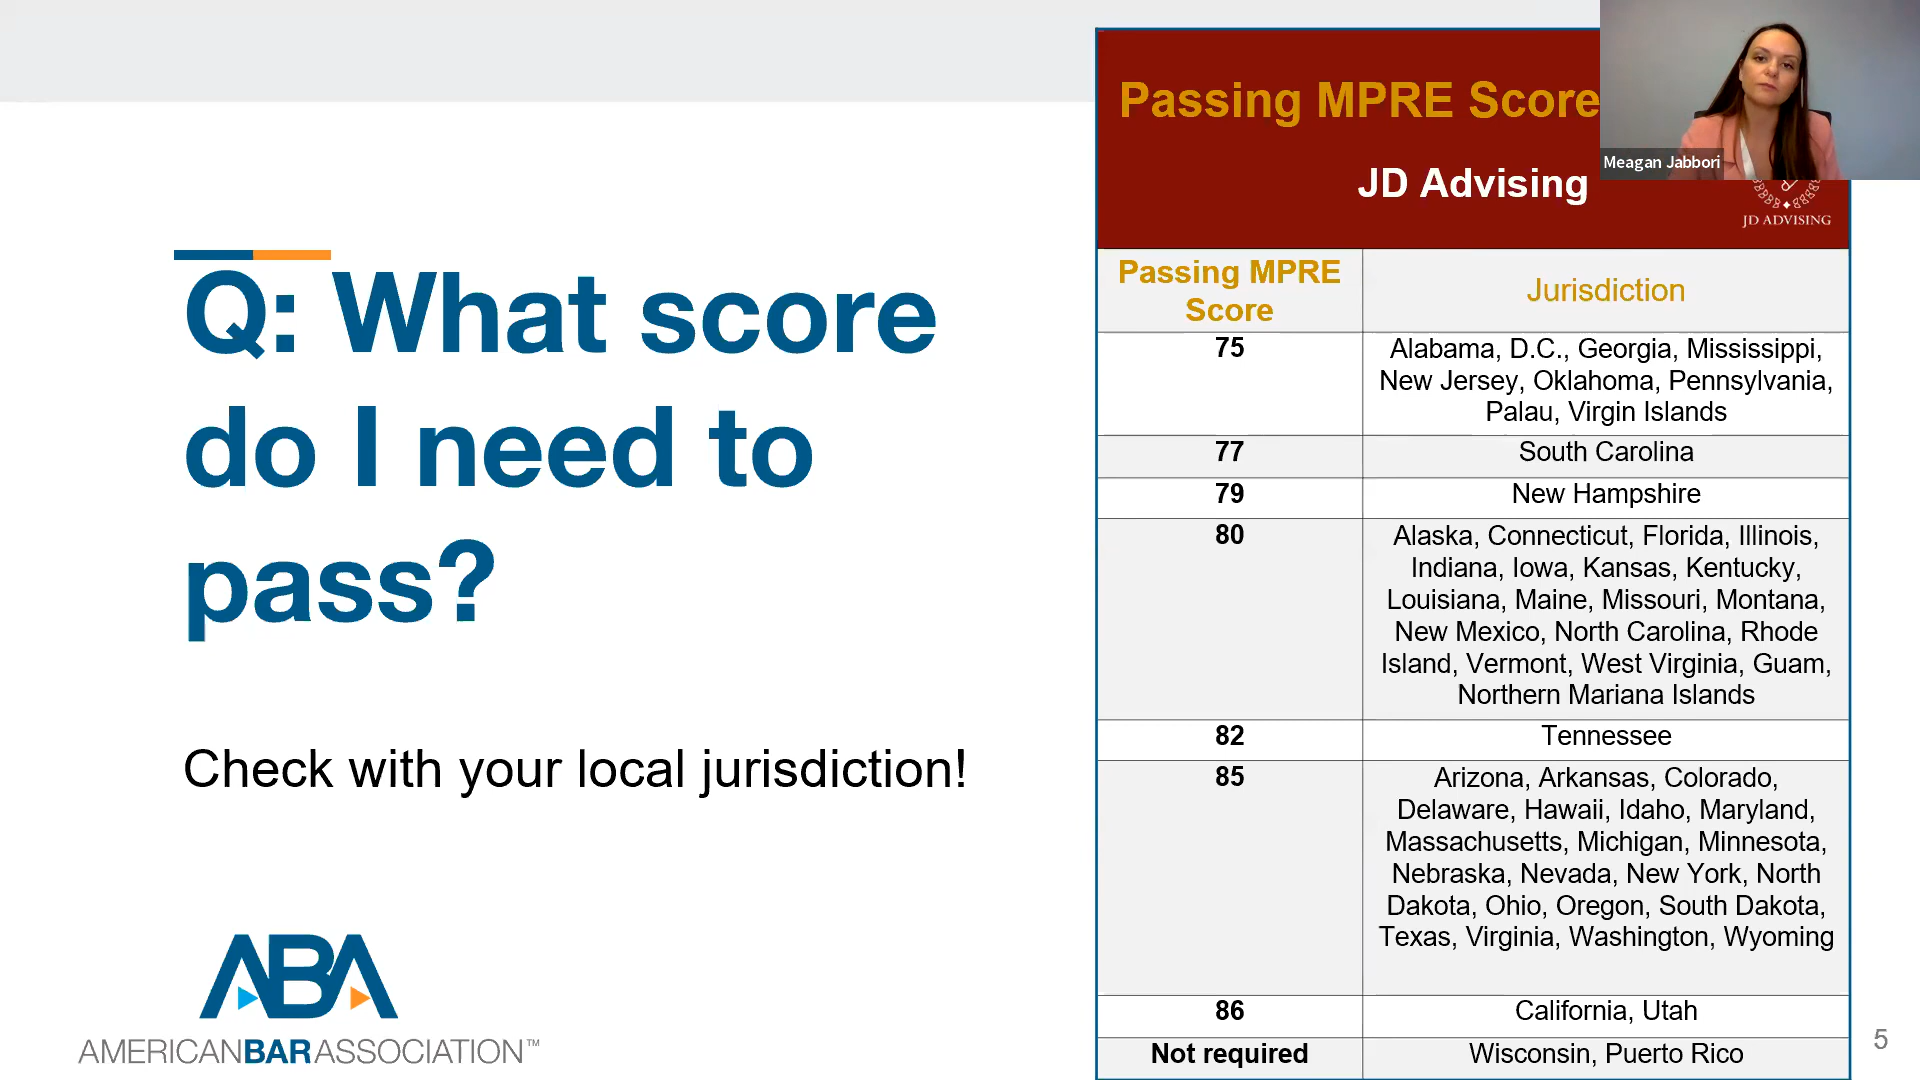 Q: What score
do I need to
pass?
Check with your local jurisdiction!
ABA
AMERICANBARASSOCIATION™
Passing MPRE Score
JD Advising
Meagan Jabbori
JD ADVISING
Passing MPRE
Score
Jurisdiction
75
Alabama, D.C., Georgia, Mississippi,
New Jersey, Oklahoma, Pennsylvania,
Palau, Virgin Islands
77
South Carolina
79
New Hampshire
80
Alaska, Connecticut, Florida, Illinois,
Indiana, Iowa, Kansas, Kentucky,
Louisiana, Maine, Missouri, Montana,
New Mexico, North Carolina, Rhode
Island, Vermont, West Virginia, Guam,
Northern Mariana Islands
82
Tennessee
85
Arizona, Arkansas, Colorado,
Delaware, Hawaii, Idaho, Maryland,
Massachusetts, Michigan, Minnesota,
Nebraska, Nevada, New York, North
Dakota, Ohio, Oregon, South Dakota,
Texas, Virginia, Washington, Wyoming
86
California, Utah
Not required
Wisconsin, Puerto Rico
5